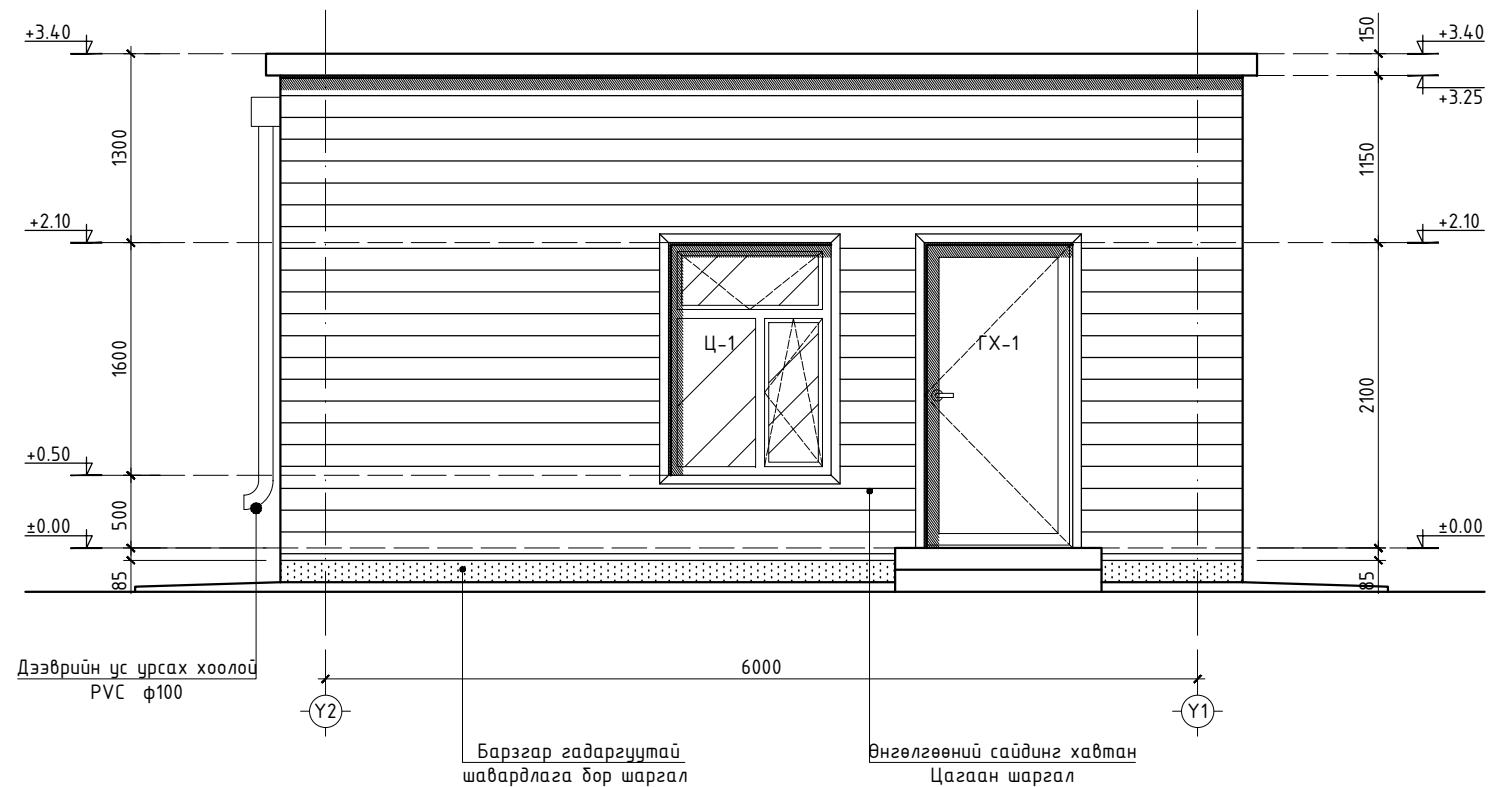 +3.40
150
+3.40
+3.25
1300
1150
+2.10
+2.10
Ц-1
ГХ-1
1600
2100
+0.50
500
±0.00
±0.00
85
85
Дээврийн ус урсах хоолой
PVC ф100
6000
Y2
Y1
Барзгар гадаргуутай
шавардлага бор шаргал
Өнгөлгөөний сайдинг хавтан
Цагаан шаргал